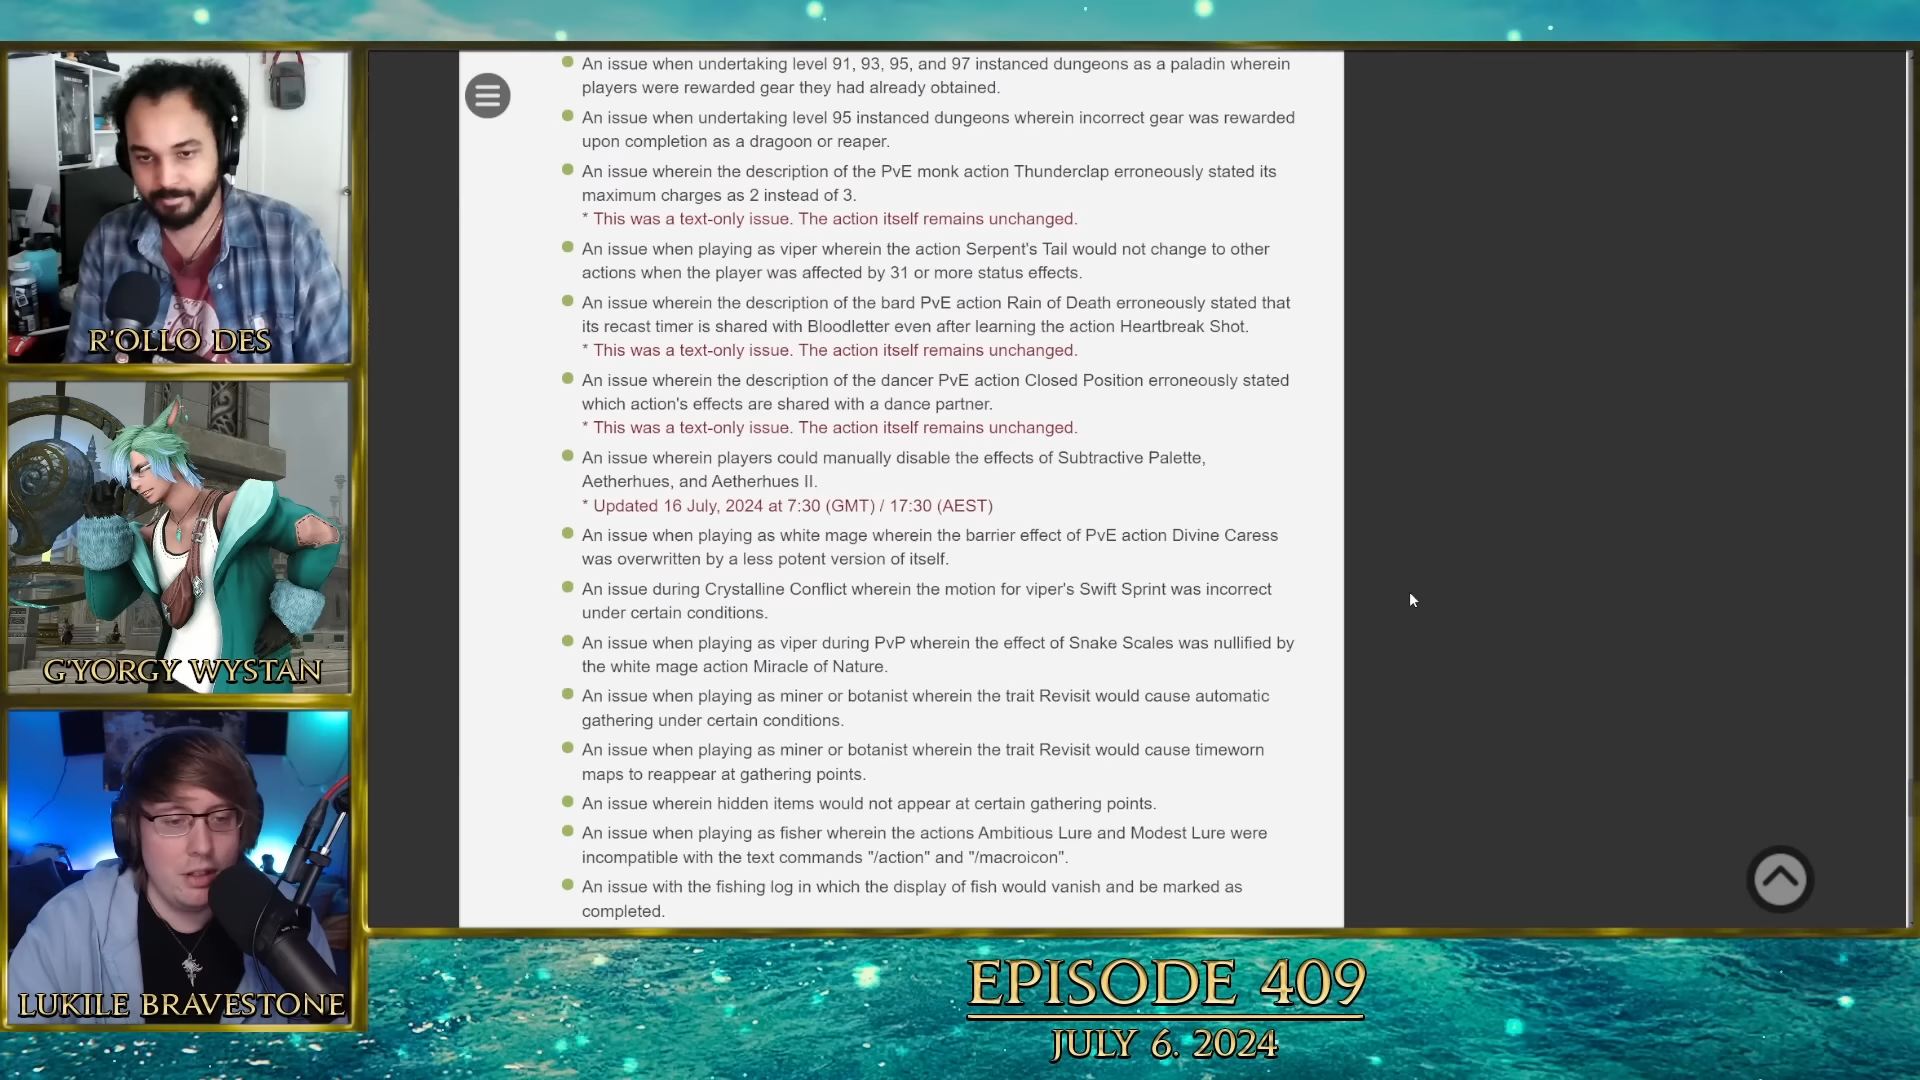 R'OLLO DES
G'YORGY WYSTAN
LUKILE BRAVESTONE
An issue when undertaking level 91, 93, 95, and 97 instanced dungeons as a paladin wherein
players were rewarded gear they had already obtained.
An issue when undertaking level 95 instanced dungeons wherein incorrect gear was rewarded
upon completion as a dragoon or reaper.
An issue wherein the description of the PvE monk action Thunderclap erroneously stated its
maximum charges as 2 instead of 3.
* This was a text-only issue. The action itself remains unchanged.
An issue when playing as viper wherein the action Serpent's Tail would not change to other
actions when the player was affected by 31 or more status effects.
An issue wherein the description of the bard PvE action Rain of Death erroneously stated that
its recast timer is shared with Bloodletter even after learning the action Heartbreak Shot.
* This was a text-only issue. The action itself remains unchanged.
An issue wherein the description of the dancer PvE action Closed Position erroneously stated
which action's effects are shared with a dance partner.
* This was a text-only issue. The action itself remains unchanged.
An issue wherein players could manually disable the effects of Subtractive Palette,
Aetherhues, and Aetherhues II.
* Updated 16 July, 2024 at 7:30 (GMT) / 17:30 (AEST)
An issue when playing as white mage wherein the barrier effect of PvE action Divine Caress
was overwritten by a less potent version of itself.
An issue during Crystalline Conflict wherein the motion for viper's Swift Sprint was incorrect
under certain conditions.
An issue when playing as viper during PvP wherein the effect of Snake Scales was nullified by
the white mage action Miracle of Nature.
An issue when playing as miner or botanist wherein the trait Revisit would cause automatic
gathering under certain conditions.
An issue when playing as miner or botanist wherein the trait Revisit would cause timeworn
maps to reappear at gathering points.
An issue wherein hidden items would not appear at certain gathering points.
An issue when playing as fisher wherein the actions Ambitious Lure and Modest Lure were
incompatible with the text commands "/action" and "/macroicon".
An issue with the fishing log in which the display of fish would vanish and be marked as
completed.
EPISODE 409
JULY 6. 2024